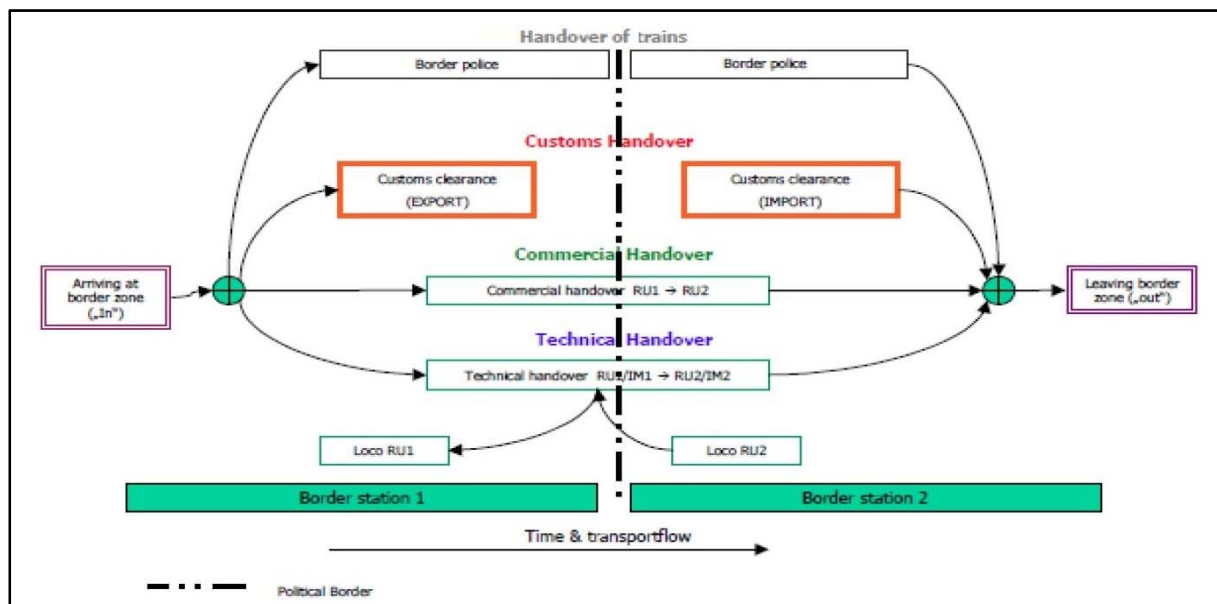 Handover of trains
Border police
Border police
Customs Handover
Customs clearance
(EXPORT)
Customs clearance
(IMPORT)
Commercial Handover
Arriving at
border zone
(„In“)
Commercial handover RU1 → RU2
Leaving border
zone („out“)
Technical Handover
Technical handover RU1/IM1 → RU2/IM2
Loco RU1
Loco RU2
Border station 1
Border station 2
Time & transportflow
Political Border